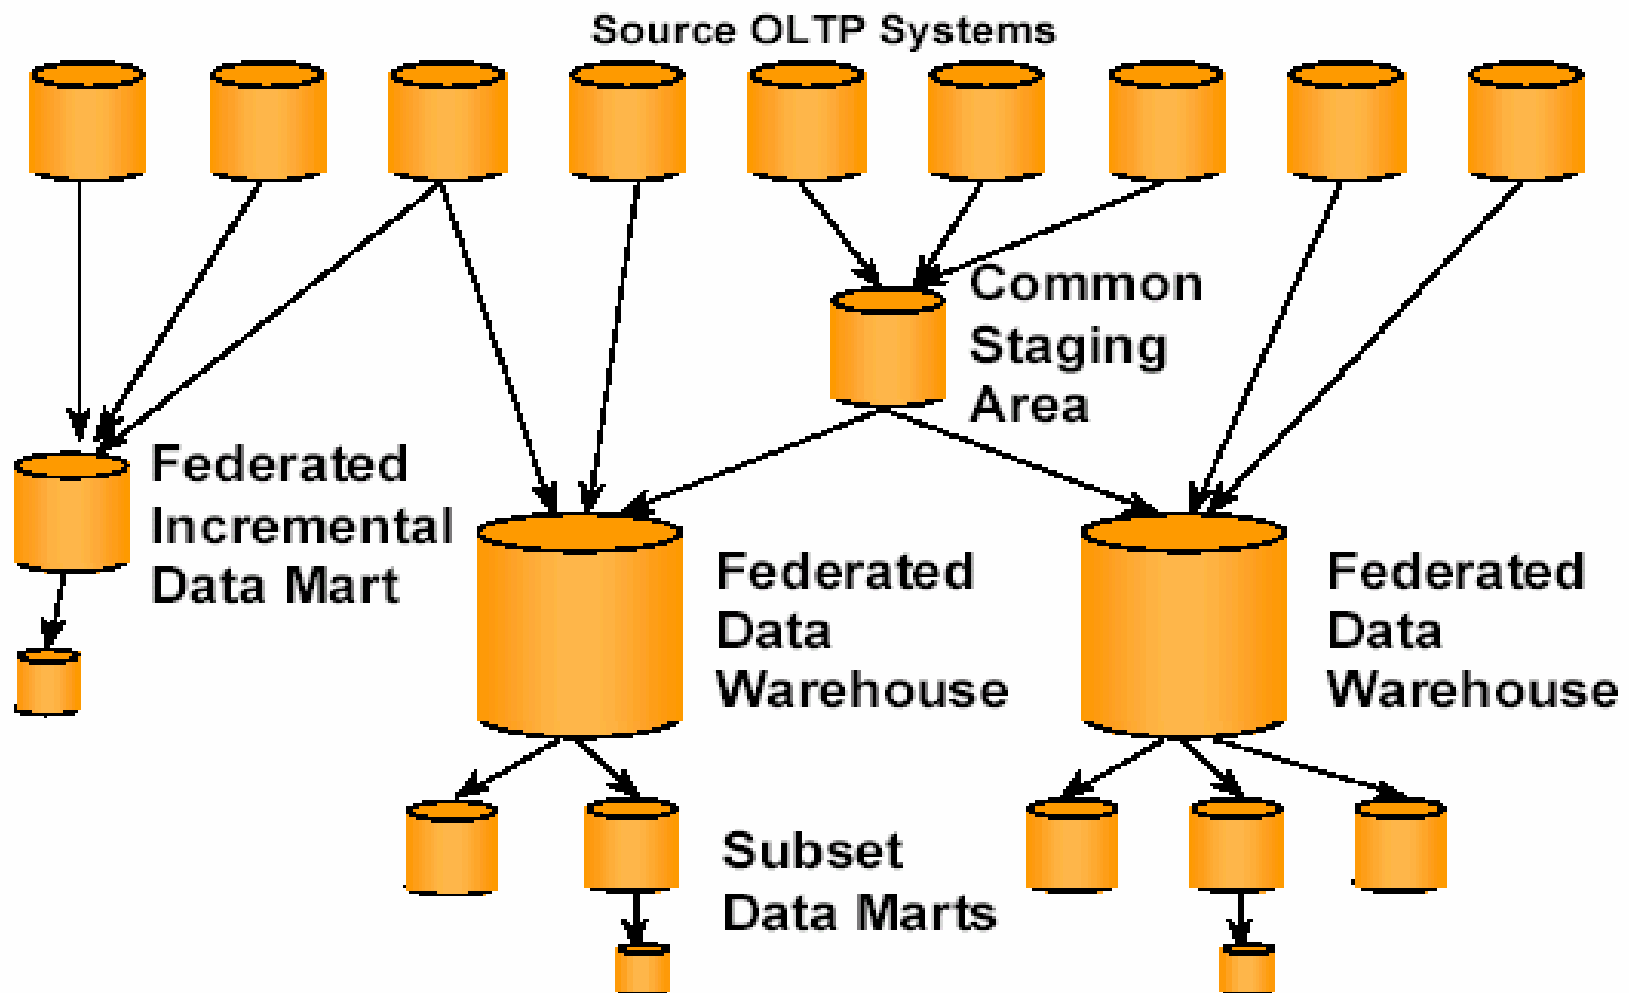 Source OLTP Systems
Common
Staging
Area
Federated
Incremental
Data Mart
Federated
Data
Warehouse
Federated
Data
Warehouse
Subset
Data Marts